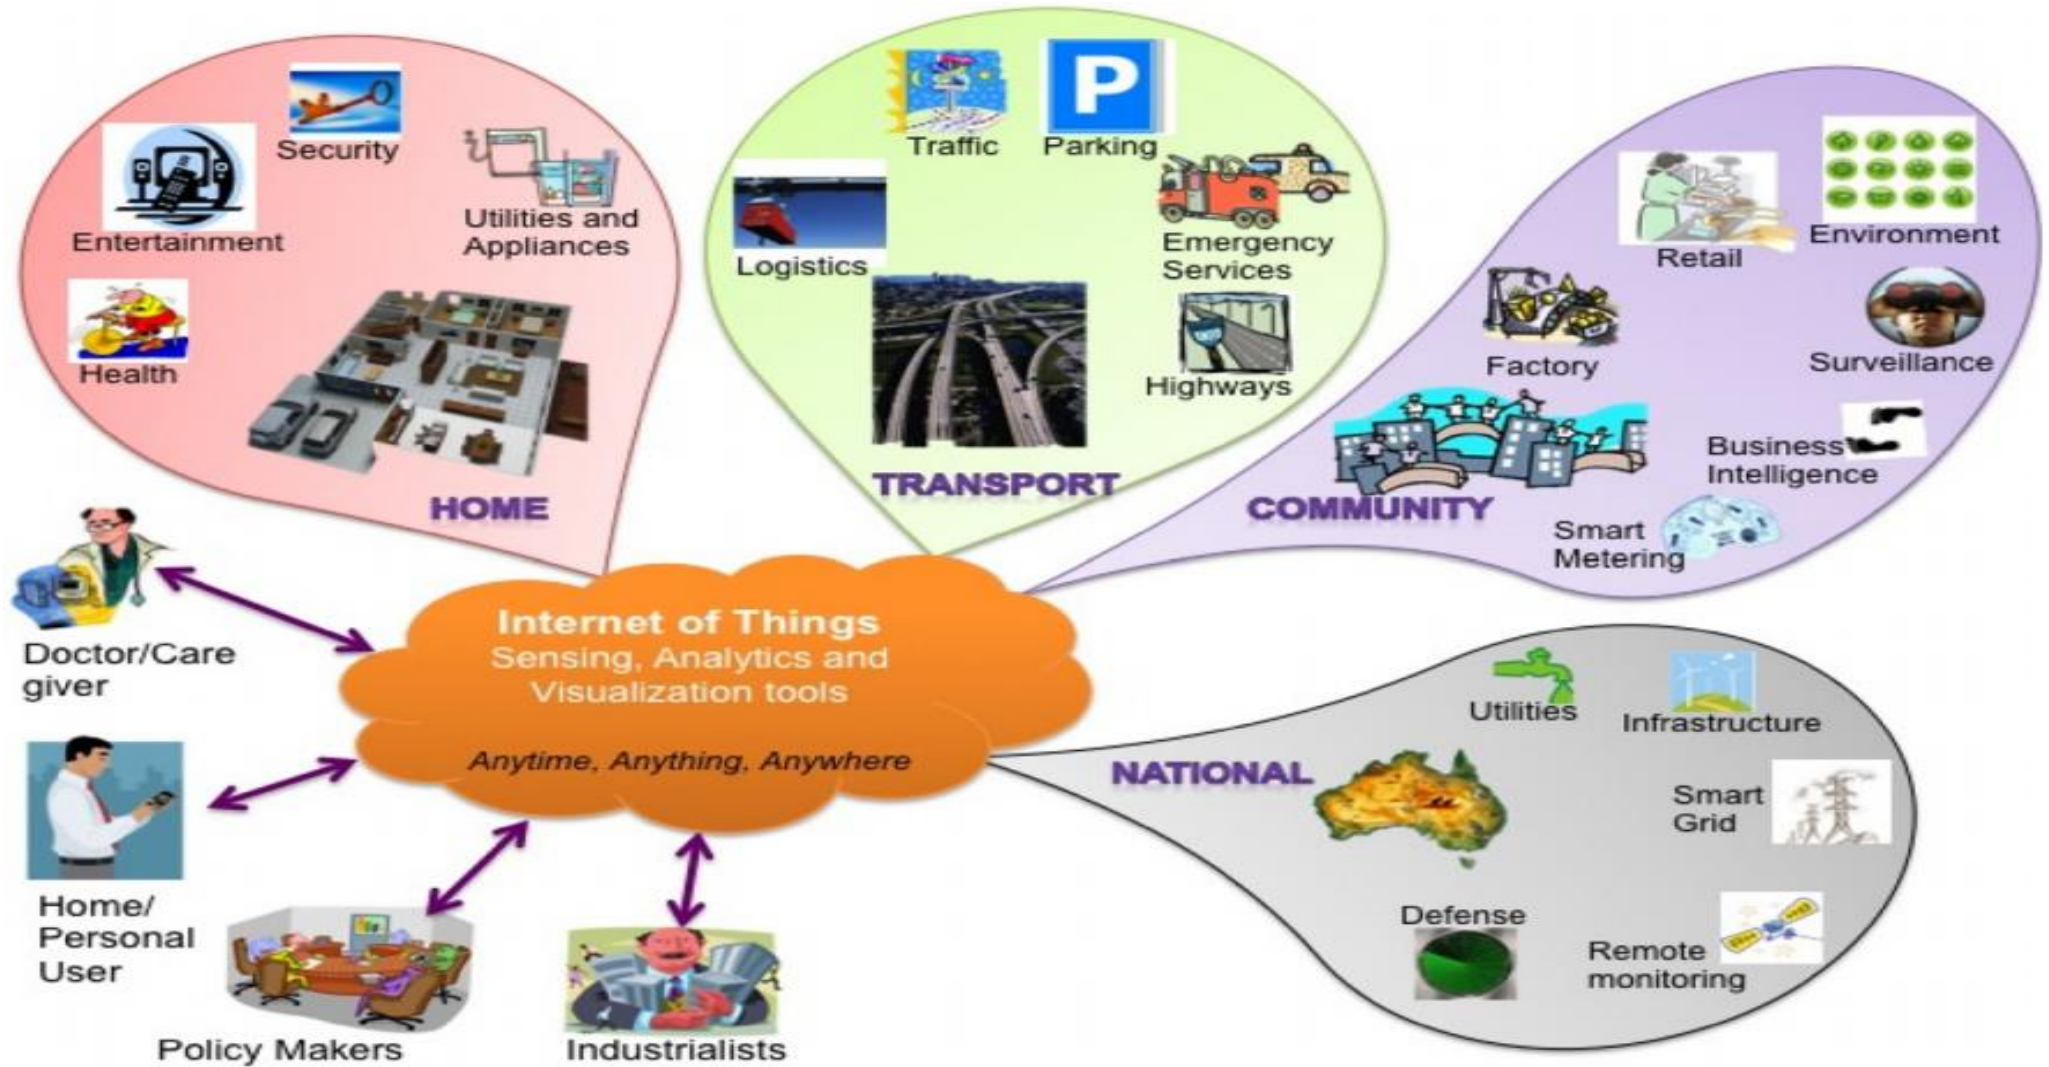 Security
Entertainment
Utilities and
Appliances
Health
HOME
Traffic
P
Parking
Logistics
Emergency
Services
Highways
TRANSPORT
Retail
Environment
Factory
Surveillance
Business
Intelligence
Smart
Metering
COMMUNITY
Internet of Things
Sensing, Analytics and
Visualization tools
Anytime, Anything, Anywhere
Doctor/Care
giver
Home/
Personal
User
Policy Makers
Industrialists
NATIONAL
Utilities
Infrastructure
Smart
Grid
Defense
Remote
monitoring